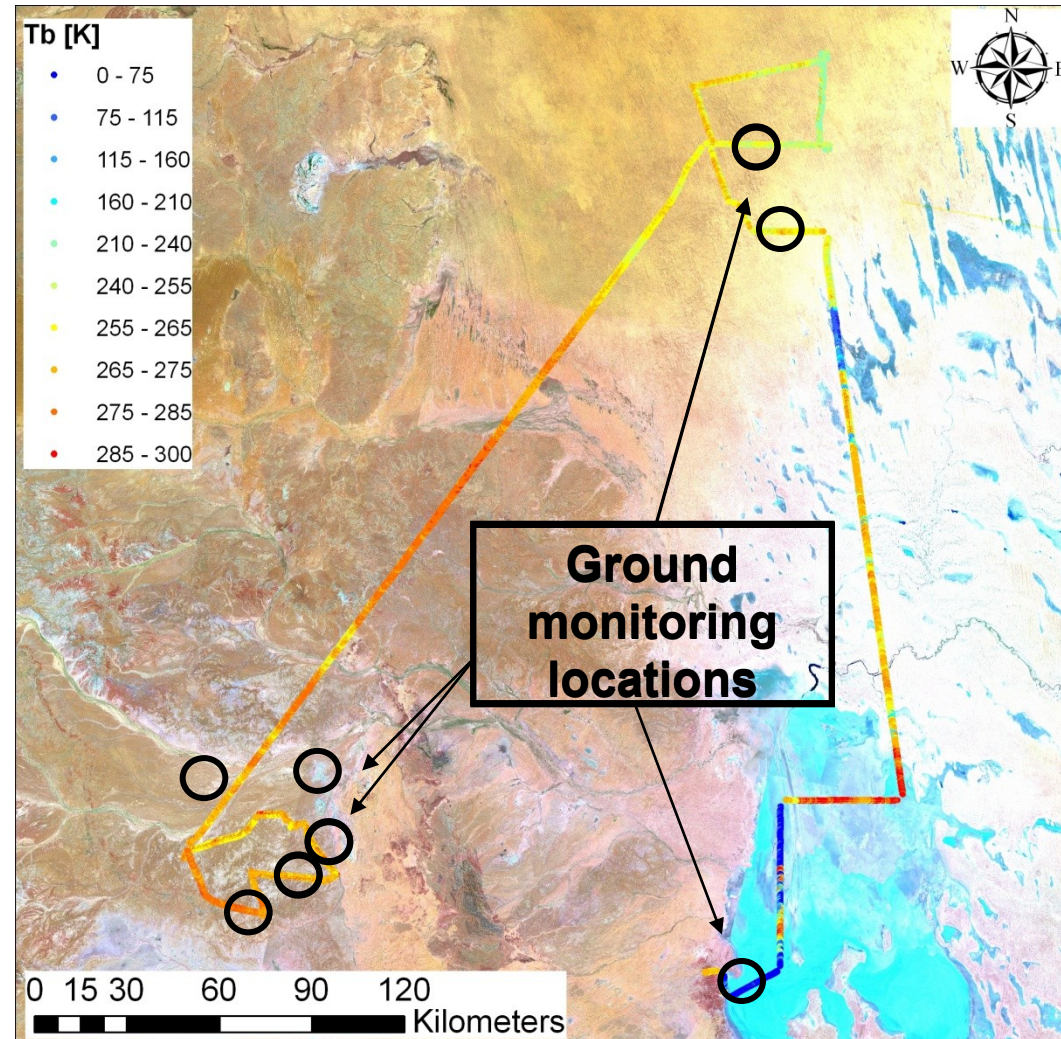 Tb [K]
0 - 75
75 - 115
115 - 160
160 - 210
210 - 240
240 - 255
255 - 265
265 - 275
275 - 285
285 - 300
N
W E
S
Ground
monitoring
locations
0 15 30 60 90 120
Kilometers